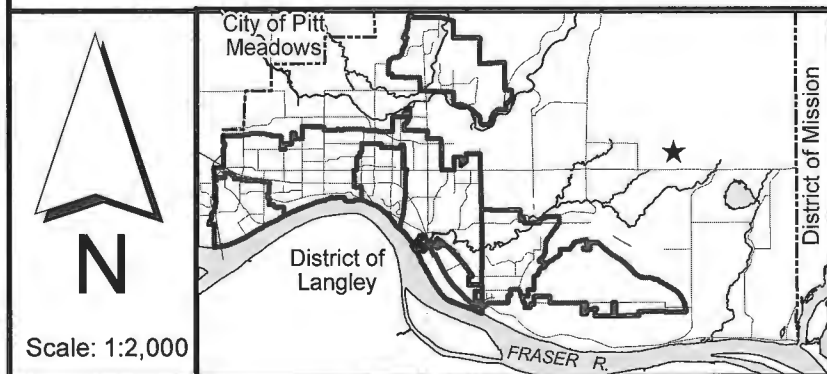 City of Pitt
Meadows
District of Mission
District of
Langley
N
Scale: 1:2,000
FRASER R.